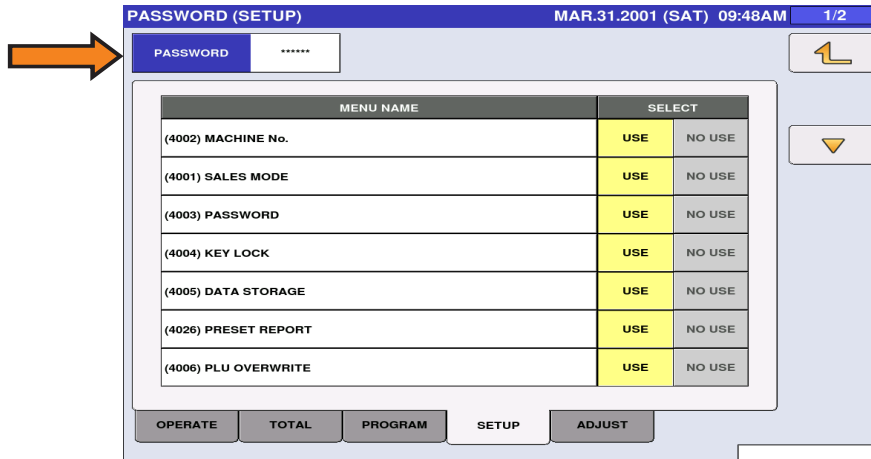 PASSWORD (SETUP) MAR.31.2001 (SAT) 09:48AM 1/2
PASSWORD ******
MENU NAME SELECT
(4002) MACHINE No. USE NO USE
(4001) SALES MODE USE NO USE
(4003) PASSWORD USE NO USE
(4004) KEY LOCK USE NO USE
(4005) DATA STORAGE USE NO USE
(4026) PRESET REPORT USE NO USE
(4006) PLU OVERWRITE USE NO USE
OPERATE TOTAL PROGRAM SETUP ADJUST